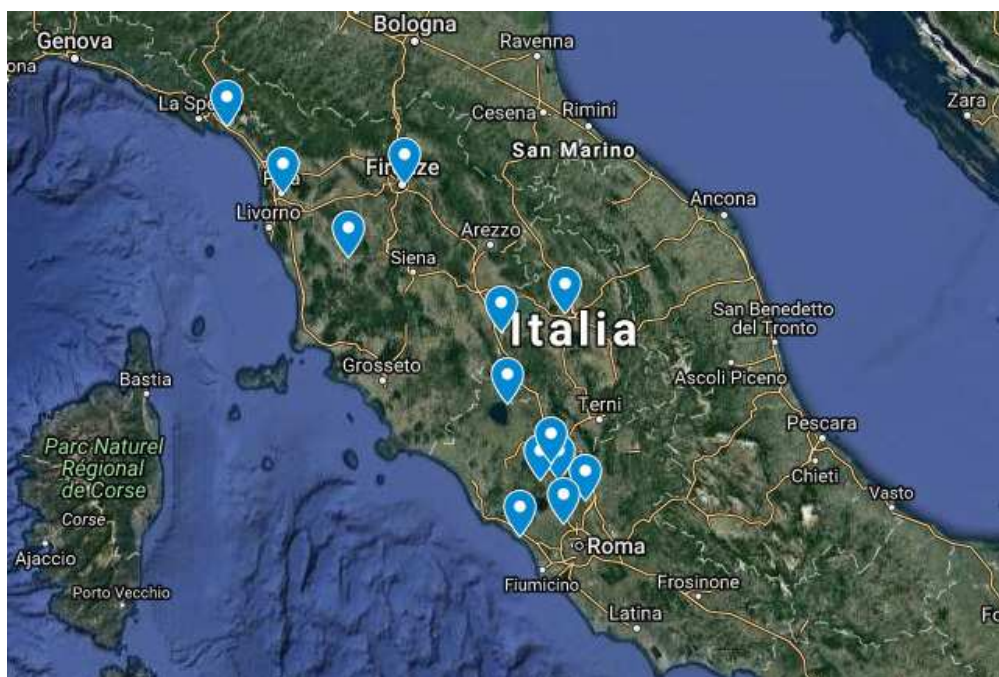 Bologna
Genova
Ravenna
Zara
La Spe
Cesena
Rimini
San Marino
Firenze
Ancona
Livorno
Arezzo
Siena
San Benedetto
del Tronto
Italia
Grosseto
Ascoli Piceno
Bastia
Terni
Pescara
Parc Naturel
Régional
de Corse
Chieti
Vasto
Corse
Ajaccio
Roma
Fiumicino
Frosinone
Porto Vecchio
Latina